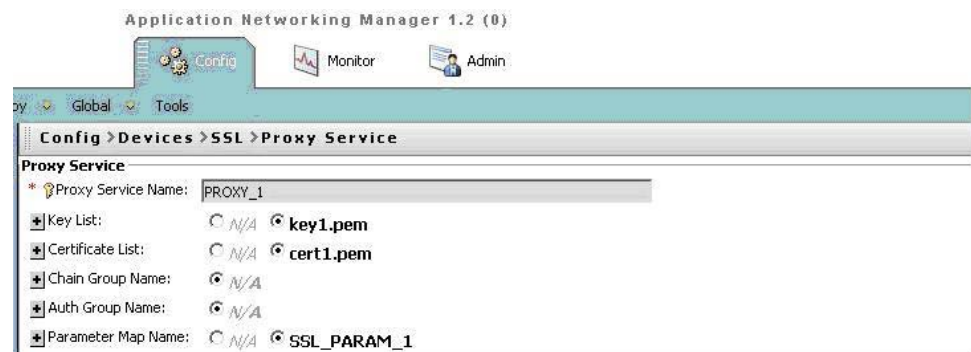 Application Networking Manager 1.2 (0)
Config Monitor Admin
Global Tools
Config >Devices >SSL >Proxy Service
Proxy Service
* Proxy Service Name: PROXY_1
Key List: N/A key1.pem
Certificate List: N/A cert1.pem
Chain Group Name: N/A
Auth Group Name: N/A
Parameter Map Name: N/A SSL_PARAM_1